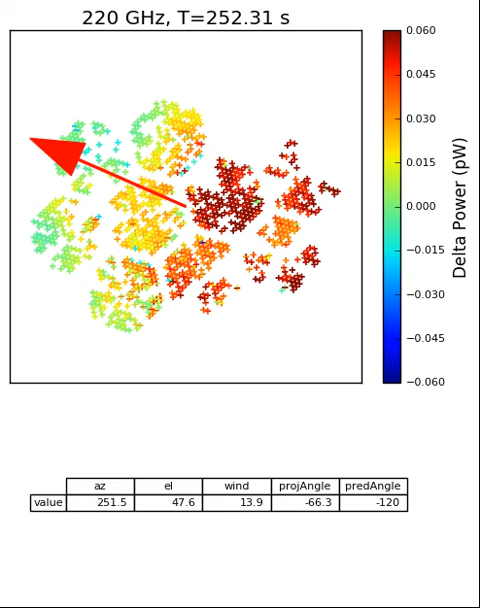 220 GHz, T=252.31 s
0.060
0.045
0.030
0.015
0.000
−0.015
−0.030
−0.045
−0.060
Delta Power (pW)
az el wind projAngle predAngle
value 251.5 47.6 13.9 -66.3 -120